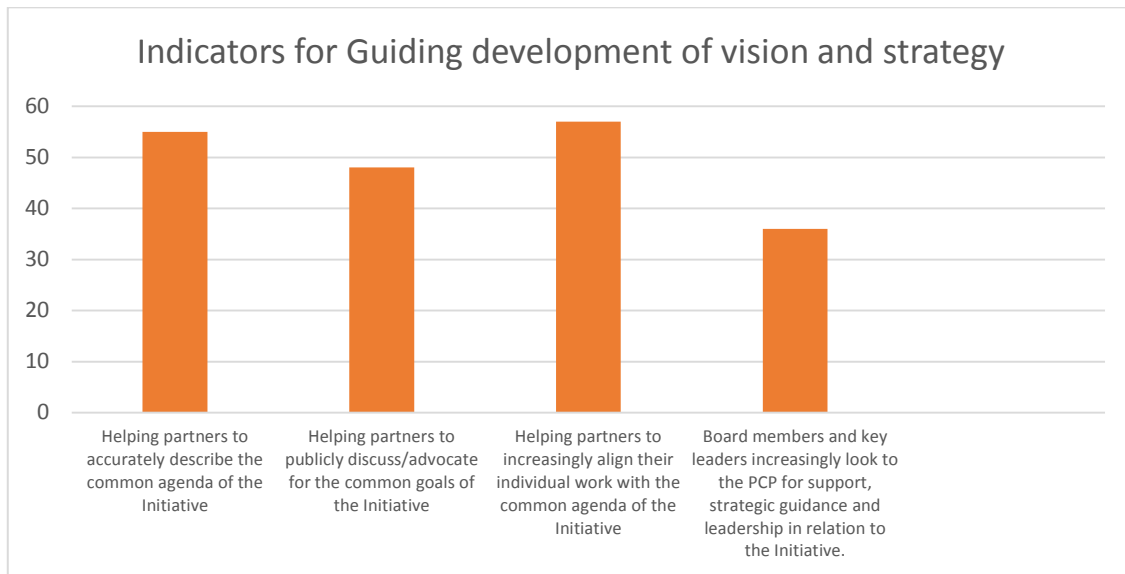 Indicators for Guiding development of vision and strategy
60
50
40
30
20
10
0
Helping partners to
accurately describe the
common agenda of the
Initiative
Helping partners to
publicly discuss/advocate
for the common goals of
the Initiative
Helping partners to
increasingly align their
individual work with the
common agenda of the
Initiative
Board members and key
leaders increasingly look to
the PCP for support,
strategic guidance and
leadership in relation to
the Initiative.